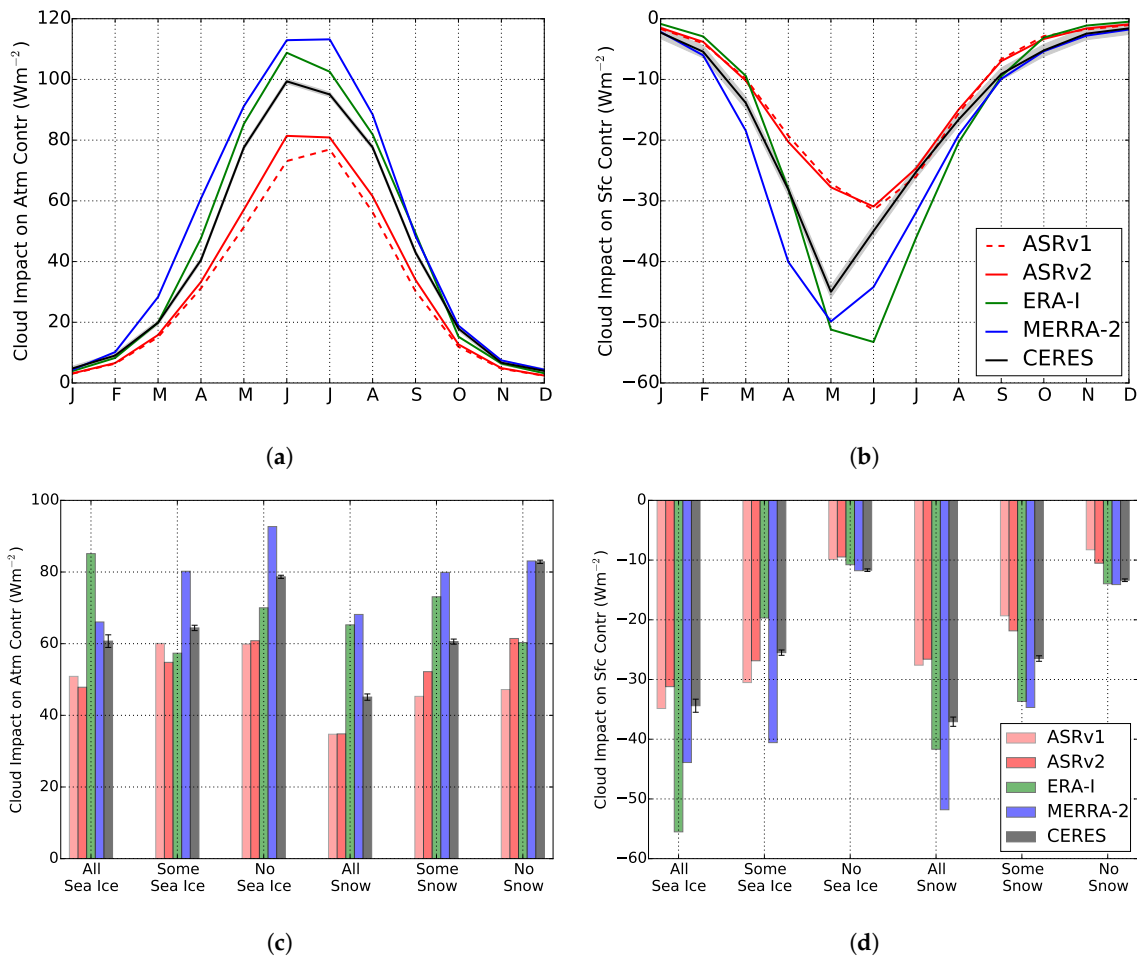 Cloud Impact on Atm Contr (Wm−2)
120
100
80
60
40
20
0
J F M A M J J A S O N D
(a)
Cloud Impact on Sfc Contr (Wm−2)
0
−10
−20
−30
−40
−50
−60
J F M A M J J A S O N D
ASRv1
ASRv2
ERA-I
MERRA-2
CERES
(b)
Cloud Impact on Atm Contr (Wm−2)
100
80
60
40
20
0
All Some No All Some No
Sea Ice Sea Ice Sea Ice Snow Snow Snow
(c)
Cloud Impact on Sfc Contr (Wm−2)
0
−10
−20
−30
−40
−50
−60
All Some No All Some No
Sea Ice Sea Ice Sea Ice Snow Snow Snow
ASRv1
ASRv2
ERA-I
MERRA-2
CERES
(d)